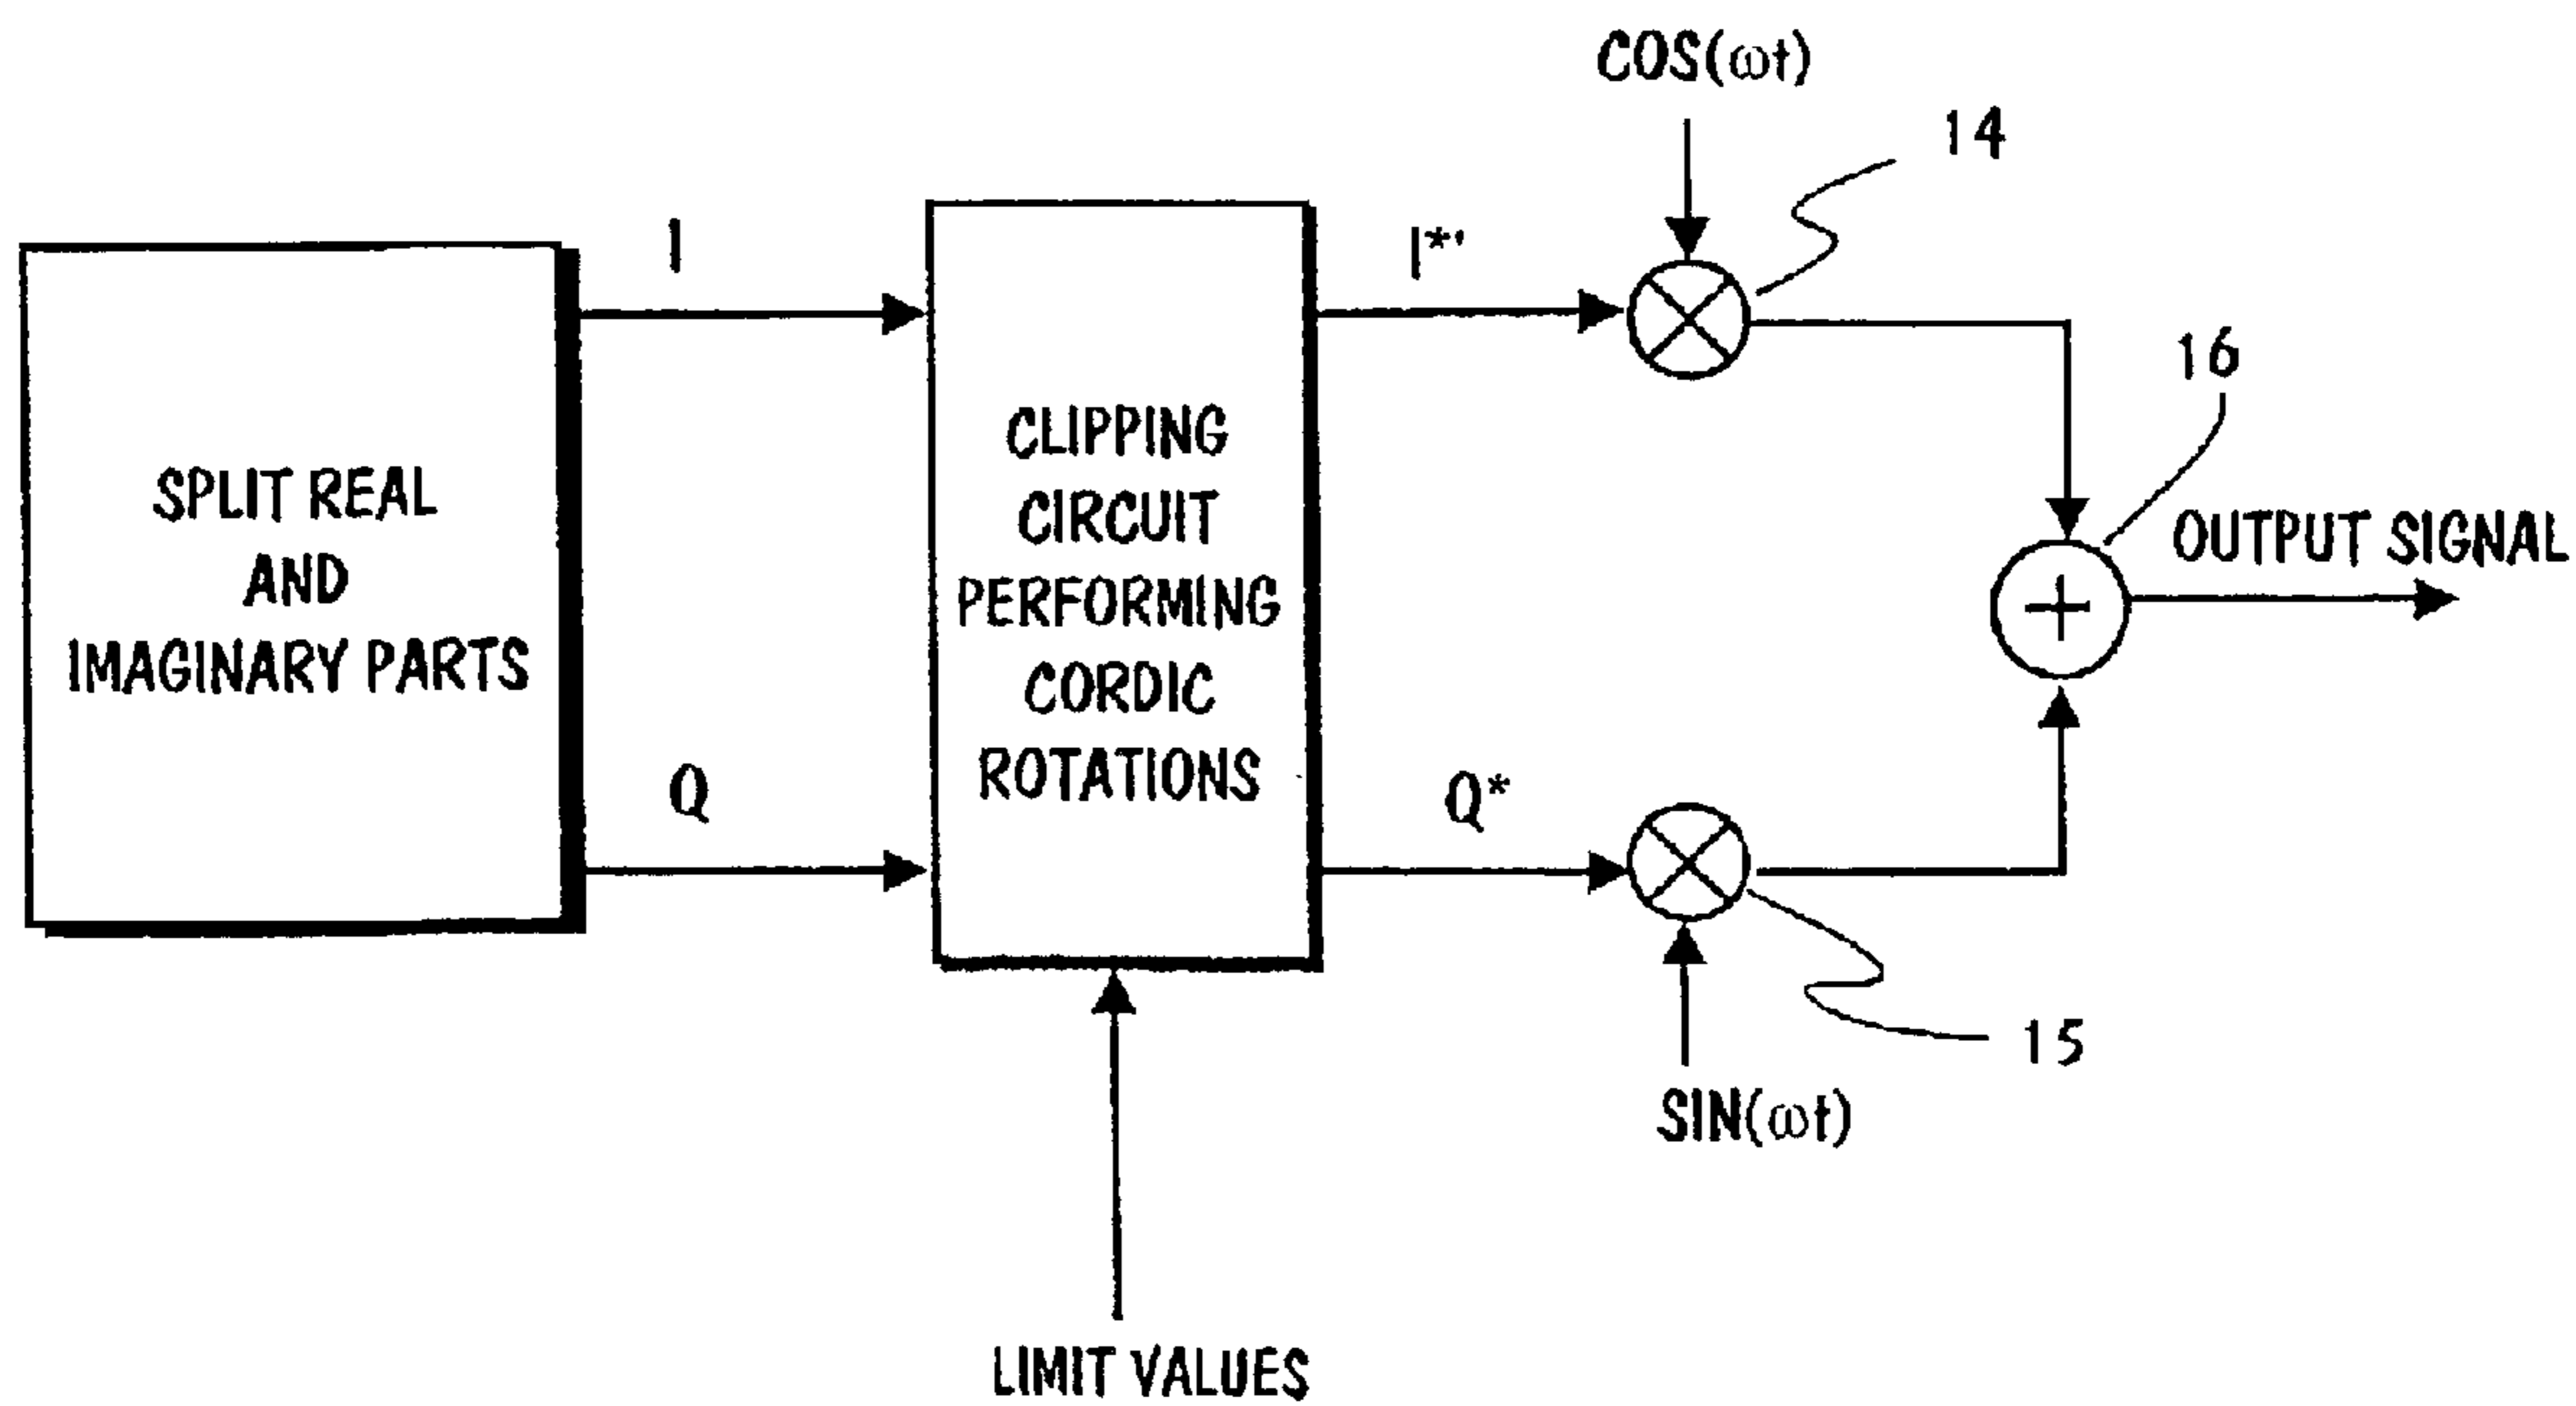 COS(ωt)
14
I
I*'
16
SPLIT REAL
AND
IMAGINARY PARTS
CLIPPING
CIRCUIT
PERFORMING
CORDIC
ROTATIONS
OUTPUT SIGNAL
Q
Q*
15
SIN(ωt)
LIMIT VALUES